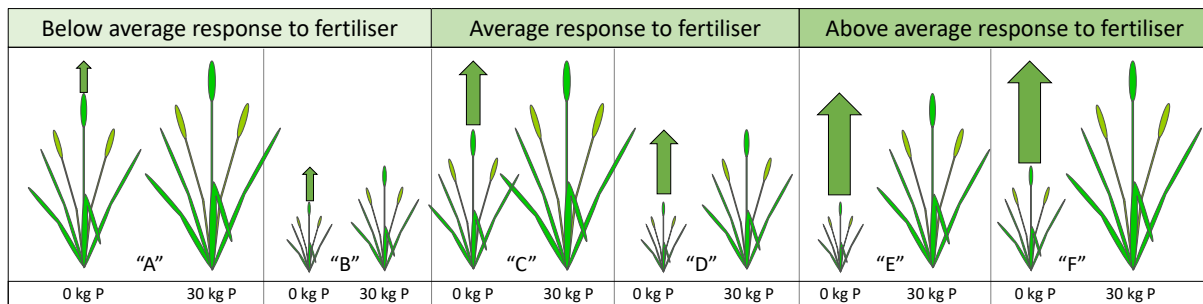 Below average response to fertiliser Average response to fertiliser Above average response to fertiliser
“A” “B” “C” “D” “E” “F”
0 kg P 30 kg P 0 kg P 30 kg P 0 kg P 30 kg P 0 kg P 30 kg P 0 kg P 30 kg P 0 kg P 30 kg P